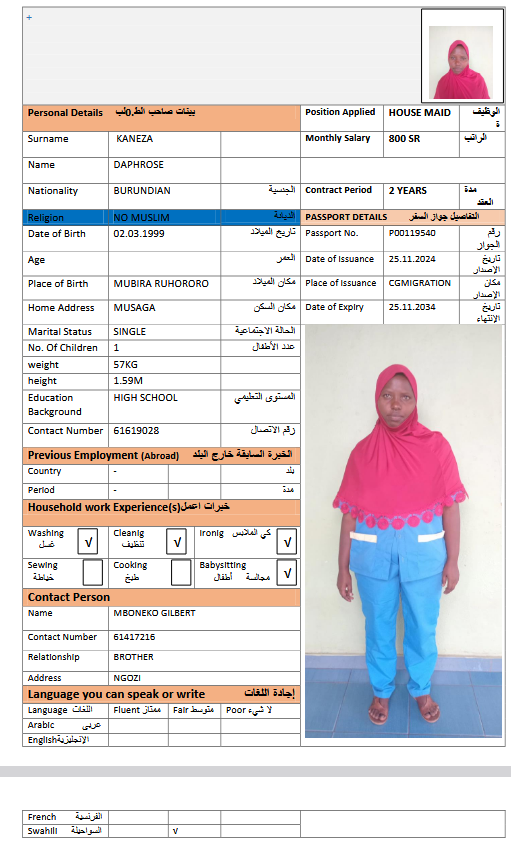 +
Personal Details بينات صاحب الط.0لب
Surname KANEZA
Name DAPHROSE
Nationality BURUNDIAN الجنسية
Religion NO MUSLIM الديانة
Date of Birth 02.03.1999 تاريخ الميلاد
Age العمر
Place of Birth MUBIRA RUHORORO مكان الميلاد
Home Address MUSAGA مكان السكن
Marital Status SINGLE الحالة الاجتماعية
No. Of Children 1 عدد الأطفال
weight 57KG
height 1.59M
Education المستوى التعليمي
Background HIGH SCHOOL
Contact Number 61619028 رقم الاتصال
Previous Employment (Abroad) الخبرة السابقة خارج البلد
Country - بلد
Period - مدة
Household work Experience(s) خبرات اعمل
Washing غسل √ Cleanig تنظيف √ Ironig كي الملابس √
Sewing خياطة Cooking طبخ Babysitting مجالسة أطفال √
Contact Person
Name MBONEKO GILBERT
Contact Number 61417216
Relationship BROTHER
Address NGOZI
Language you can speak or write إجادة اللغات
Language اللغات Fluent ممتاز Fair متوسط Poor لا شيء
Arabic عربي
English الإنجليزية
Position Applied HOUSE MAID الوظيف
ة
Monthly Salary 800 SR الراتب
Contract Period 2 YEARS مدة
العقد
PASSPORT DETAILS التفاصيل جواز السفر
Passport No. P00119540 رقم
الجواز
Date of Issuance 25.11.2024 تاريخ
الإصدار
Place of Issuance CGMIGRATION مكان
الإصدار
Date of Expiry 25.11.2034 تاريخ
الإنتهاء
French الفرنسية
Swahili السواحيلة √